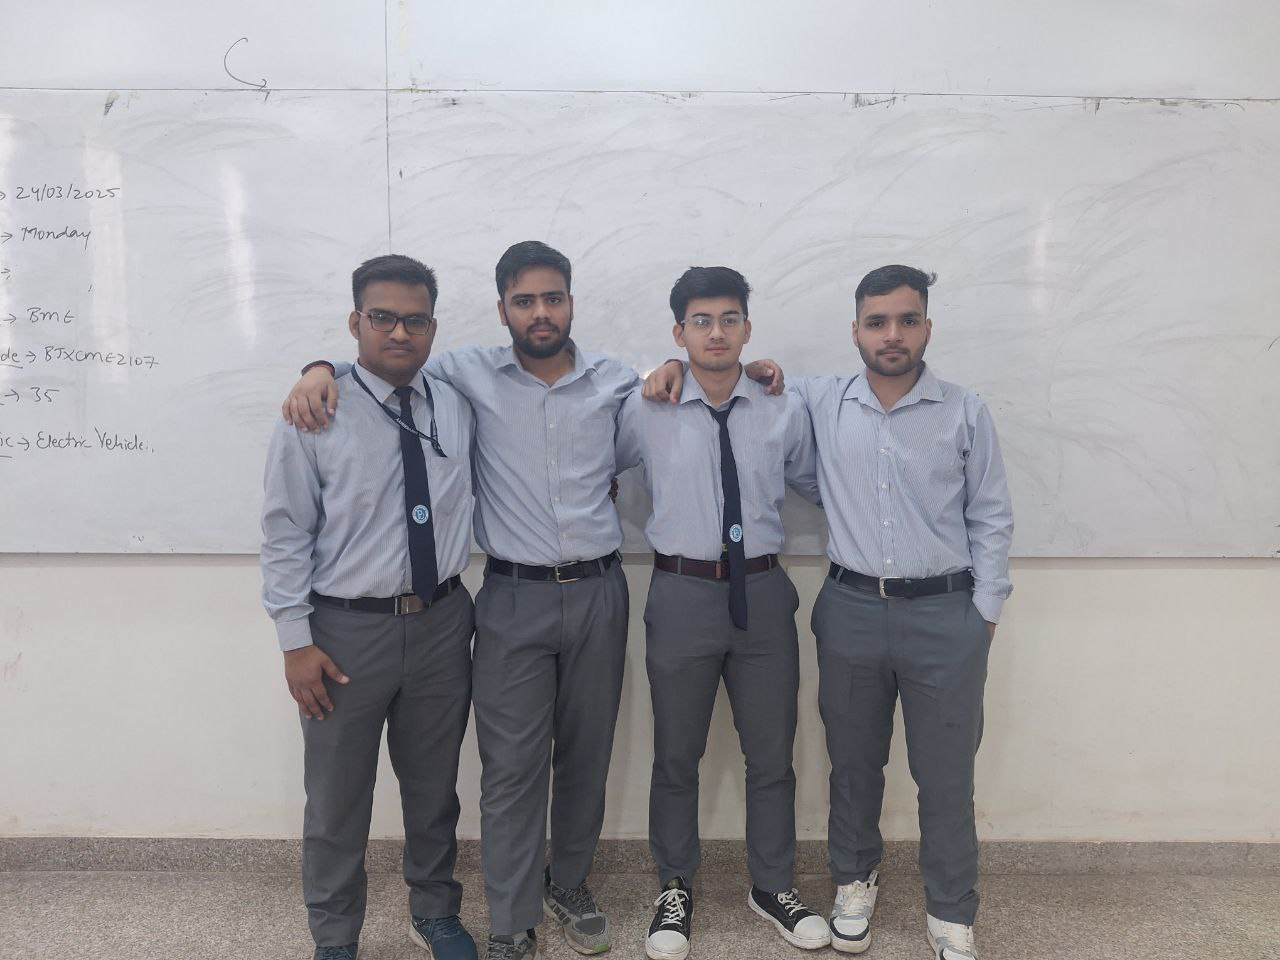 → 24/03/2025
→ Monday
→
→ BME
de → BTXCME2107
→ 35
ic → Electric Vehicle.